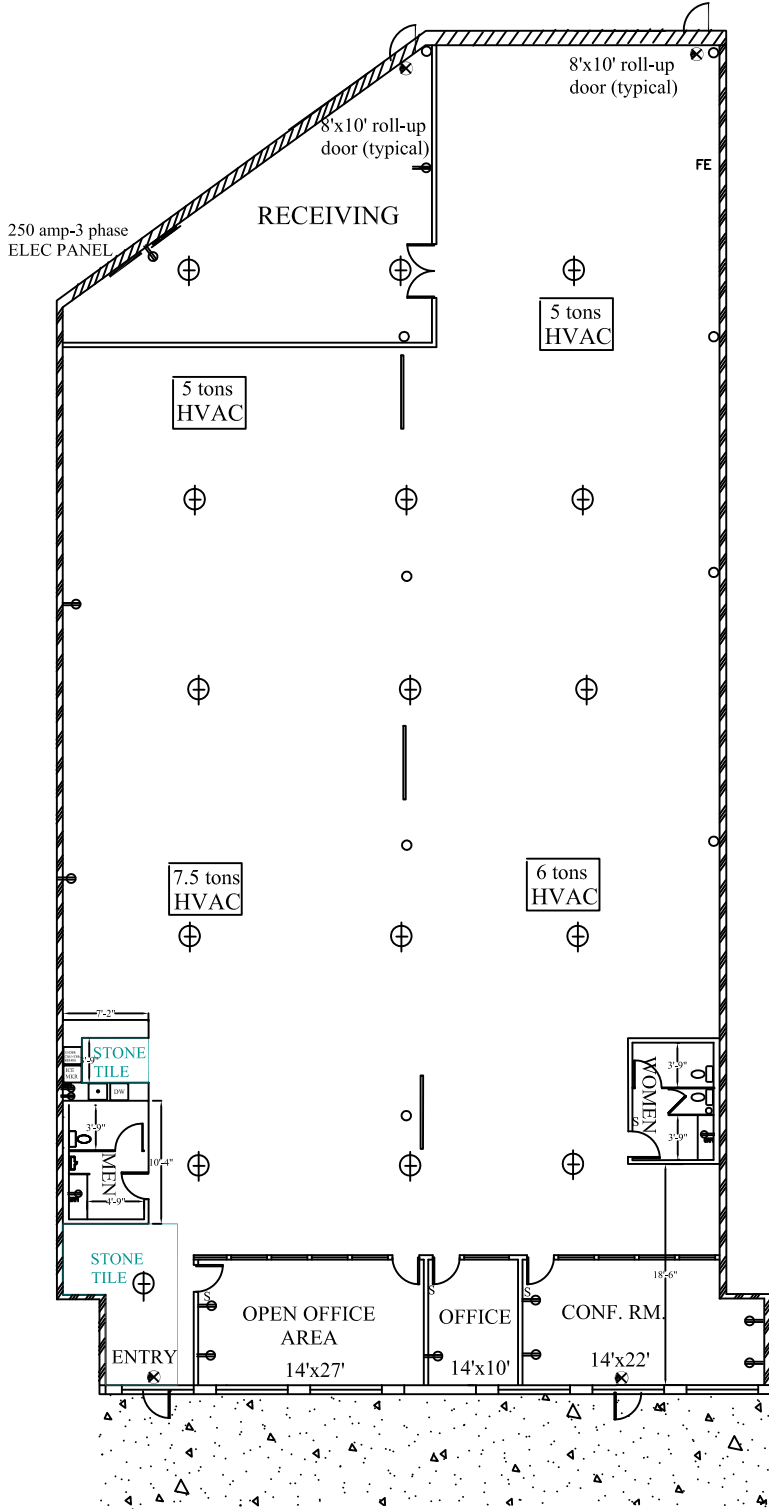 8'x10' roll-up
door (typical)
8'x10' roll-up
door (typical)
FE
RECEIVING
250 amp-3 phase
ELEC PANEL
5 tons
HVAC
5 tons
HVAC
7.5 tons
HVAC
6 tons
HVAC
7'-2"
STONE
TILE
ICE
MKR
DW
3'-9"
MEN
10'-4"
4'-9"
WOMEN
3'-9"
3'-9"
S
STONE
TILE
18'-6"
S
S
S
OPEN OFFICE
AREA
14'x27'
OFFICE
14'x10'
CONF. RM.
14'x22'
ENTRY